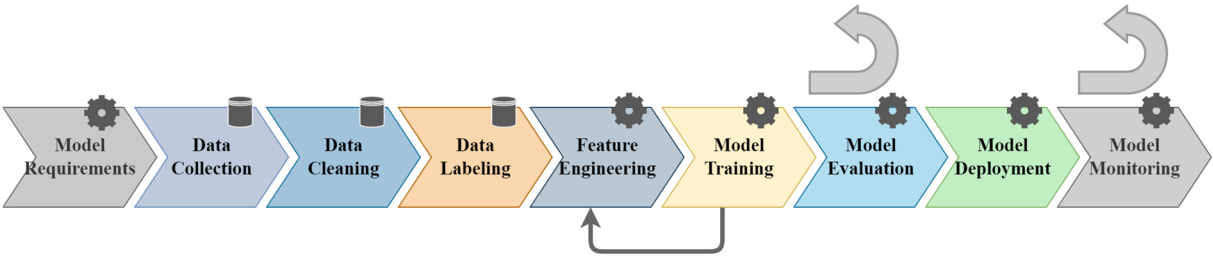 Model
Requirements
Data
Collection
Data
Cleaning
Data
Labeling
Feature
Engineering
Model
Training
Model
Evaluation
Model
Deployment
Model
Monitoring